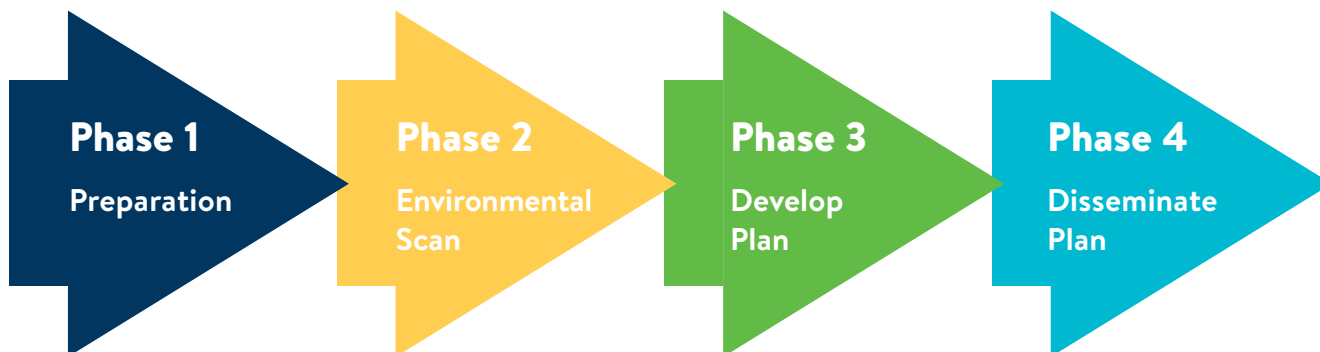 Phase 1
Preparation
Phase 2
Environmental
Scan
Phase 3
Develop
Plan
Phase 4
Disseminate
Plan